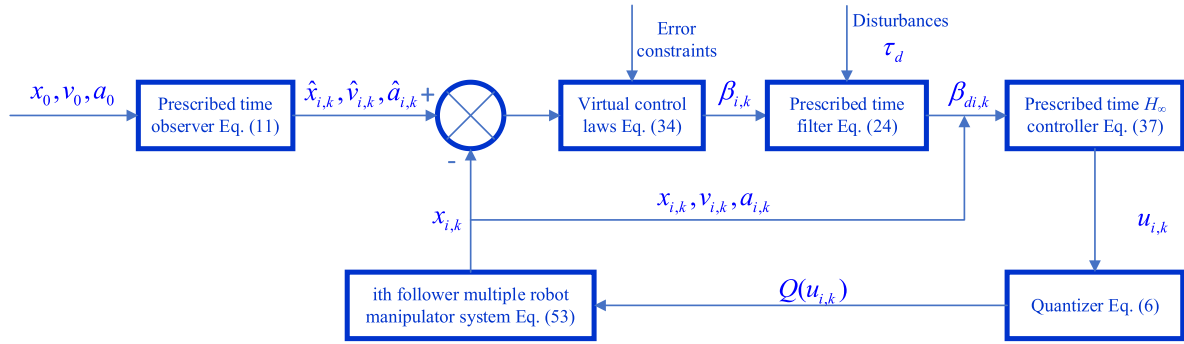 Error
constraints
Disturbances
τ_d
x_0, v_0, a_0
Prescribed time
observer Eq. (11)
x̂_{i,k}, v̂_{i,k}, â_{i,k}
+
-
Virtual control
laws Eq. (34)
β_{i,k}
Prescribed time
filter Eq. (24)
β_{di,k}
Prescribed time H_∞
controller Eq. (37)
x_{i,k}
x_{i,k}, v_{i,k}, a_{i,k}
u_{i,k}
ith follower multiple robot
manipulator system Eq. (53)
Q(u_{i,k})
Quantizer Eq. (6)